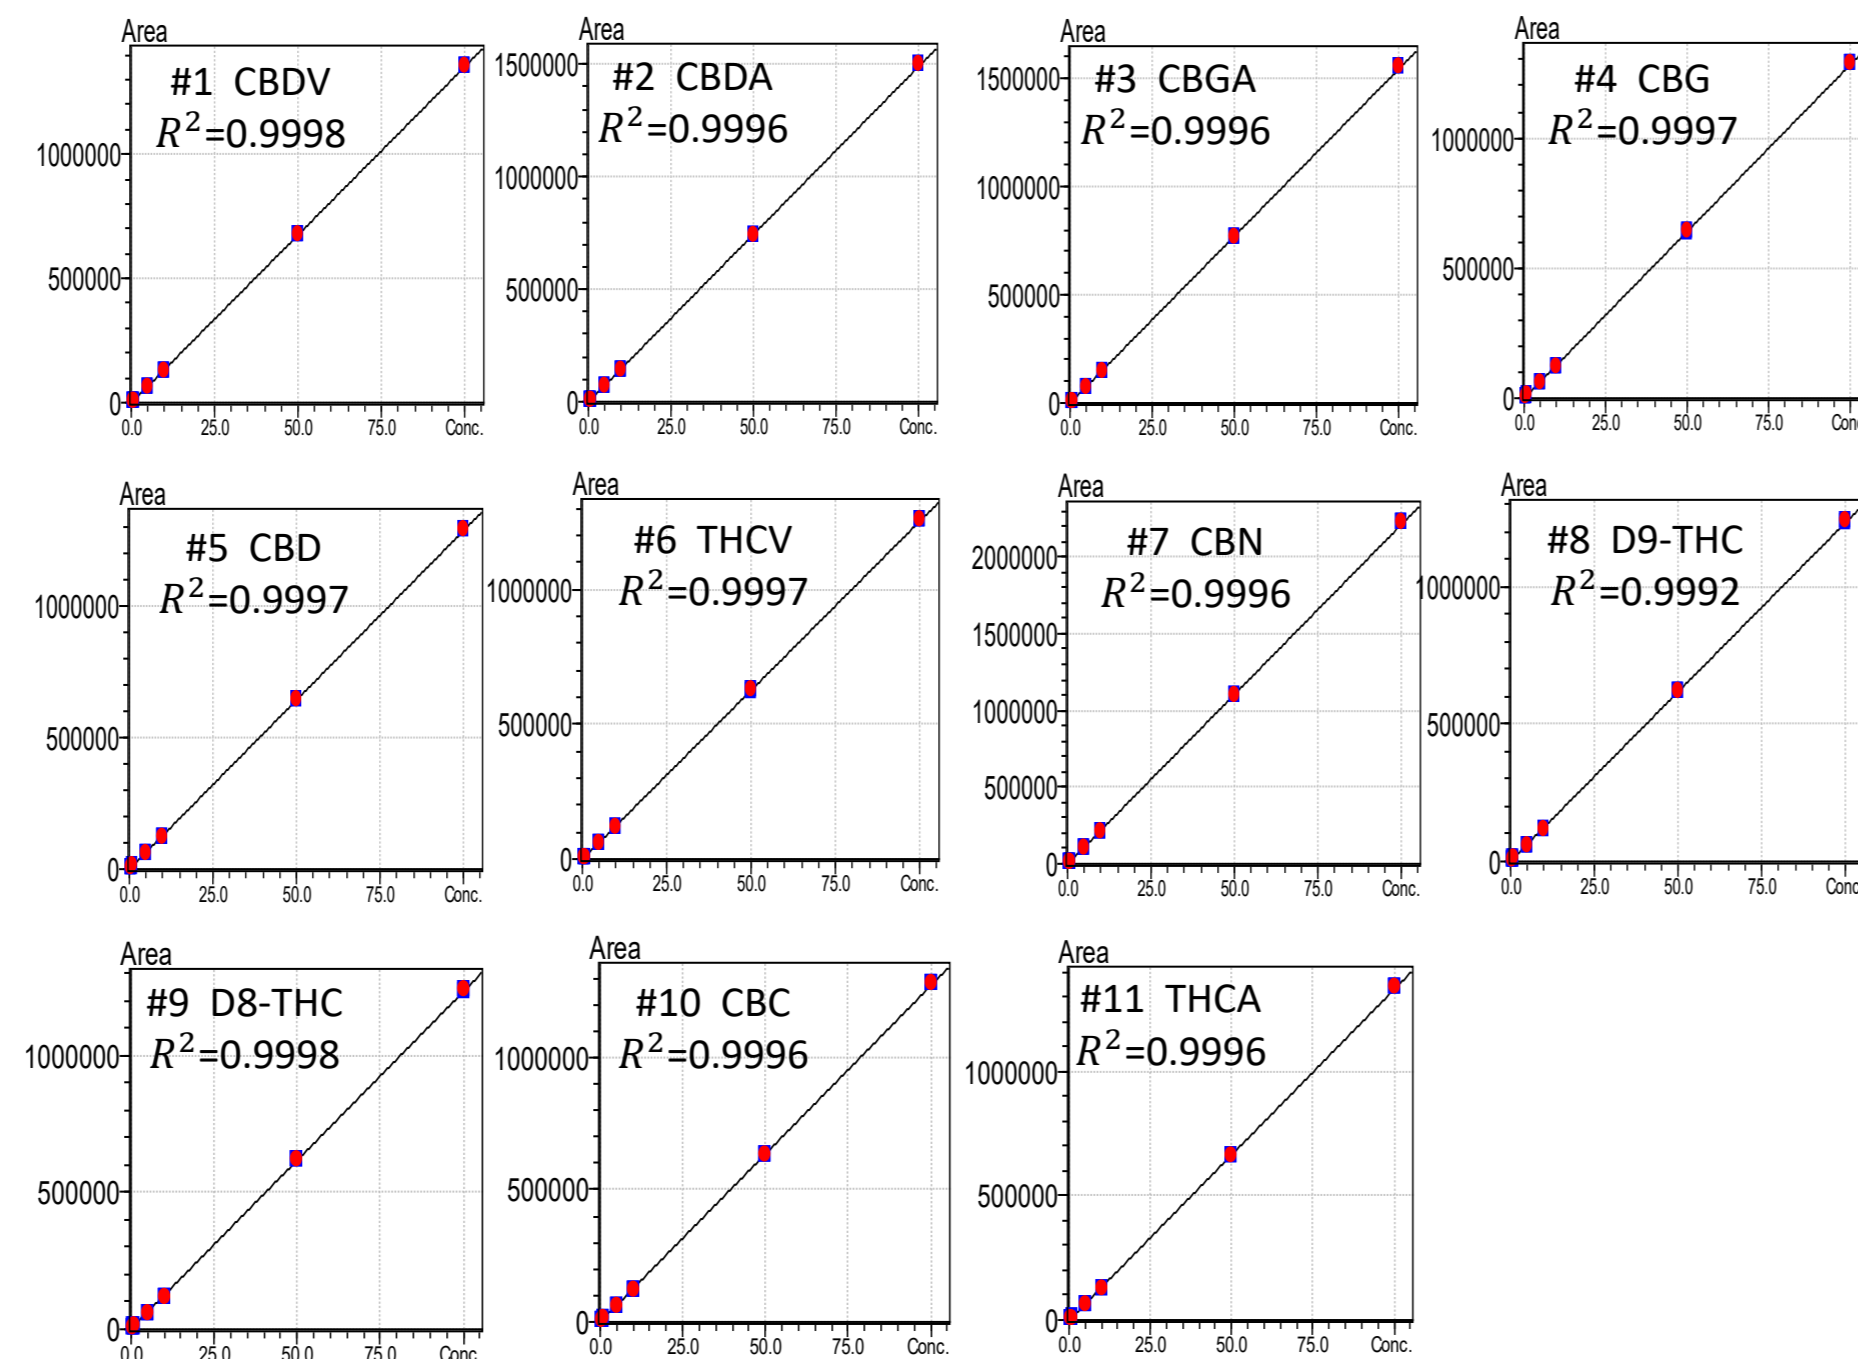 Area
#1 CBDV
R²=0.9998
1000000
500000
0
0.0 25.0 50.0 75.0 Conc.
Area
#2 CBDA
R²=0.9996
1500000
1000000
500000
0
0.0 25.0 50.0 75.0 Conc.
Area
#3 CBGA
R²=0.9996
1500000
1000000
500000
0
0.0 25.0 50.0 75.0 Conc.
Area
#4 CBG
R²=0.9997
1000000
500000
0
0.0 25.0 50.0 75.0 Conc
Area
#5 CBD
R²=0.9997
1000000
500000
0
0.0 25.0 50.0 75.0 Conc.
Area
#6 THCV
R²=0.9997
1000000
500000
0
0.0 25.0 50.0 75.0 Conc.
Area
#7 CBN
R²=0.9996
2000000
1500000
1000000
500000
0
0.0 25.0 50.0 75.0 Conc.
Area
#8 D9-THC
R²=0.9992
1000000
500000
0
0.0 25.0 50.0 75.0 Conc
Area
#9 D8-THC
R²=0.9998
1000000
500000
0
0.0 25.0 50.0 75.0 Conc.
Area
#10 CBC
R²=0.9996
1000000
500000
0
0.0 25.0 50.0 75.0 Conc.
Area
#11 THCA
R²=0.9996
1000000
500000
0
0.0 25.0 50.0 75.0 Conc.